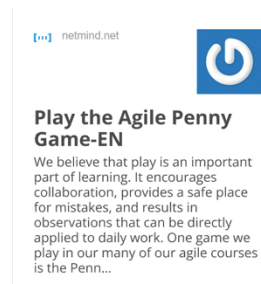 [...] netmind.net
Play the Agile Penny
Game-EN
We believe that play is an important
part of learning. It encourages
collaboration, provides a safe place
for mistakes, and results in
observations that can be directly
applied to daily work. One game we
play in our many of our agile courses
is the Penn...